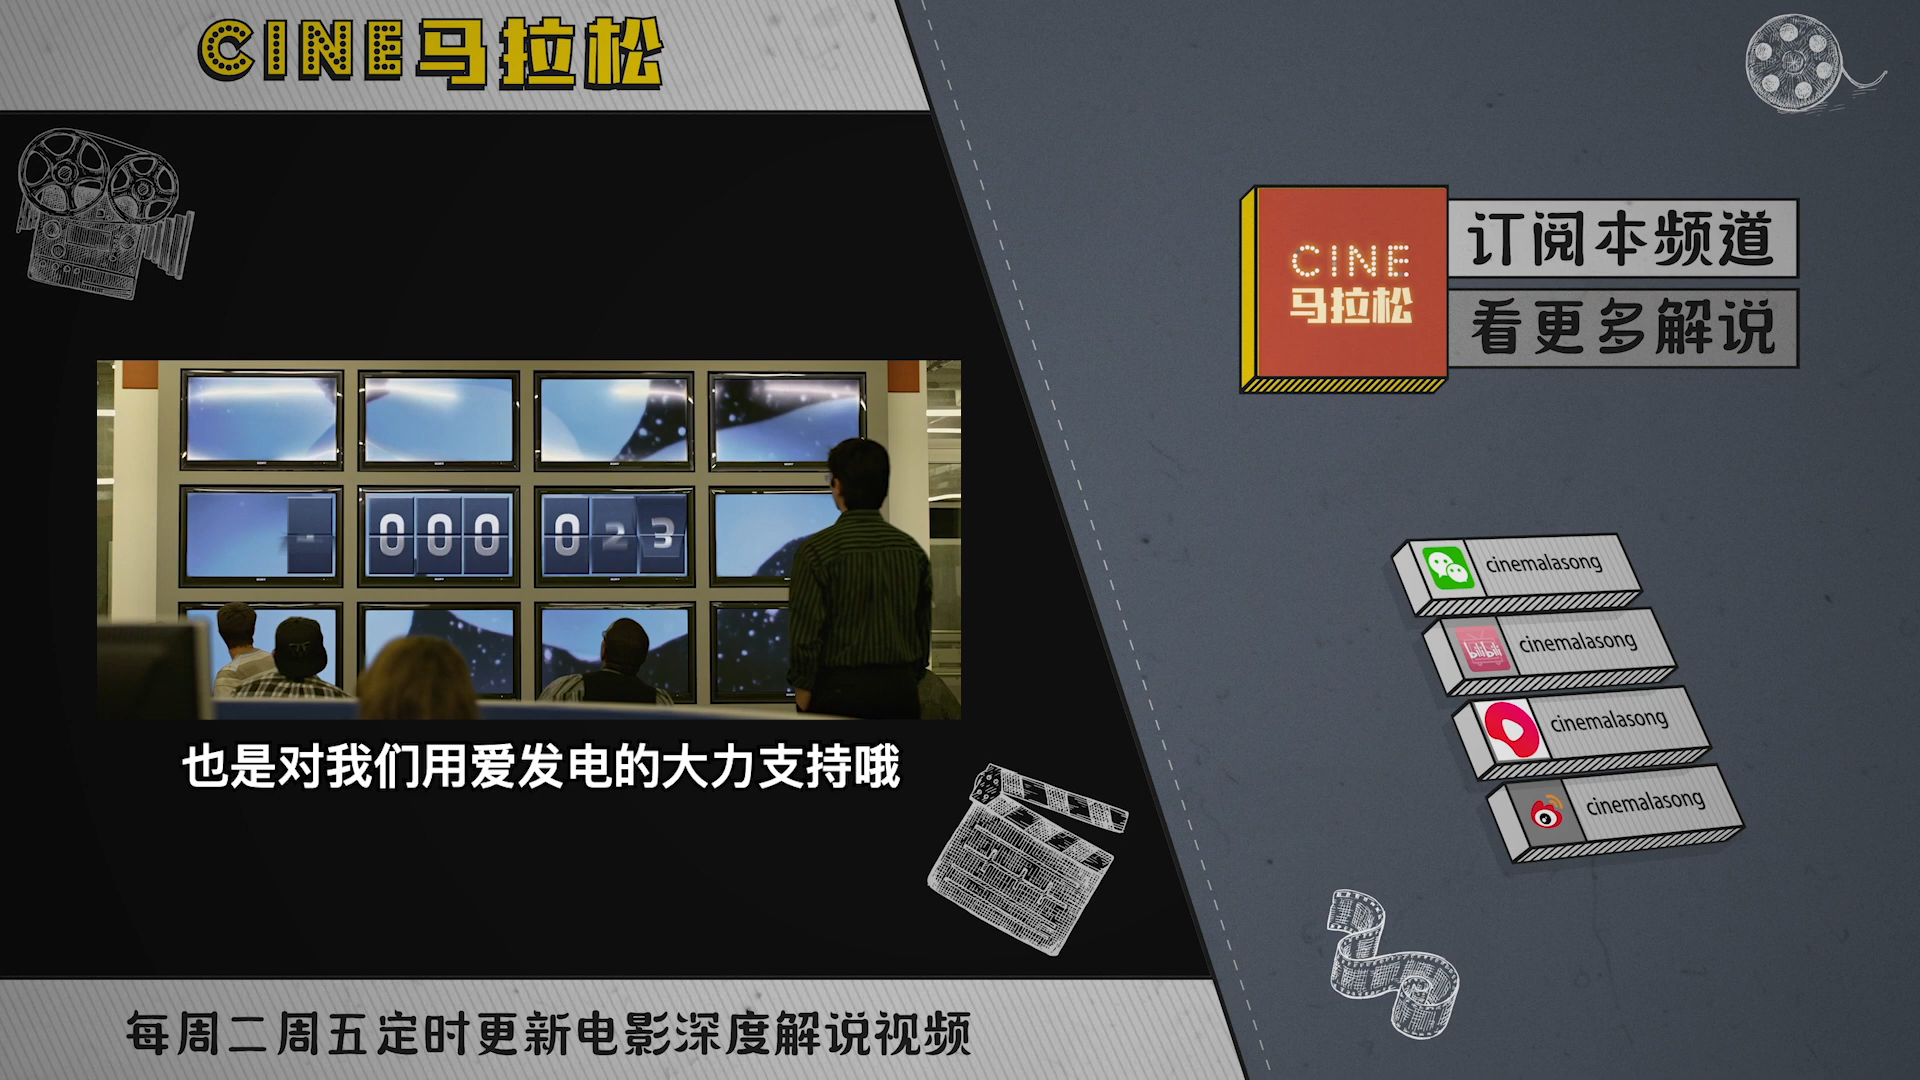 CINE马拉松
000 023
也是对我们用爱发电的大力支持哦
每周二周五定时更新电影深度解说视频
CINE
马拉松
订阅本频道
看更多解说
cinemalasong
bilibili
cinemalasong
cinemalasong
cinemalasong